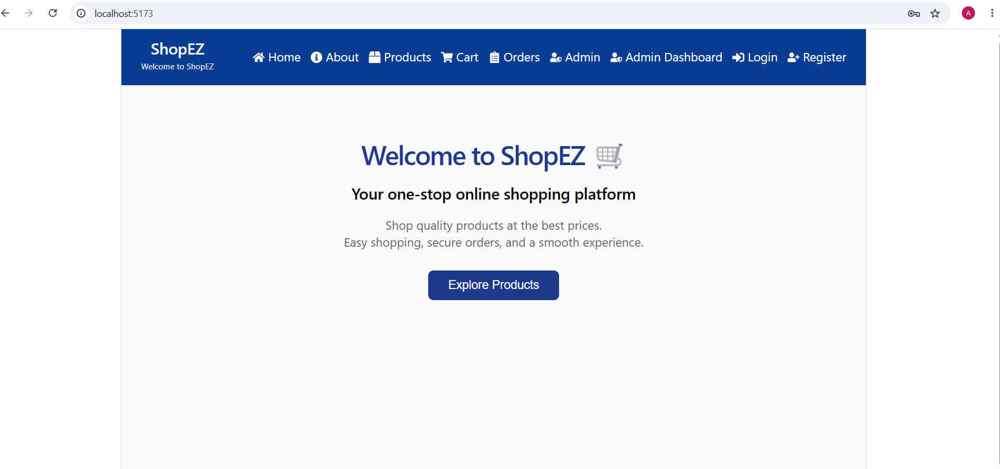 localhost:5173
A
ShopEZ
Welcome to ShopEZ
Home About Products Cart Orders Admin Admin Dashboard Login Register
Welcome to ShopEZ 🛒
Your one-stop online shopping platform
Shop quality products at the best prices.
Easy shopping, secure orders, and a smooth experience.
Explore Products